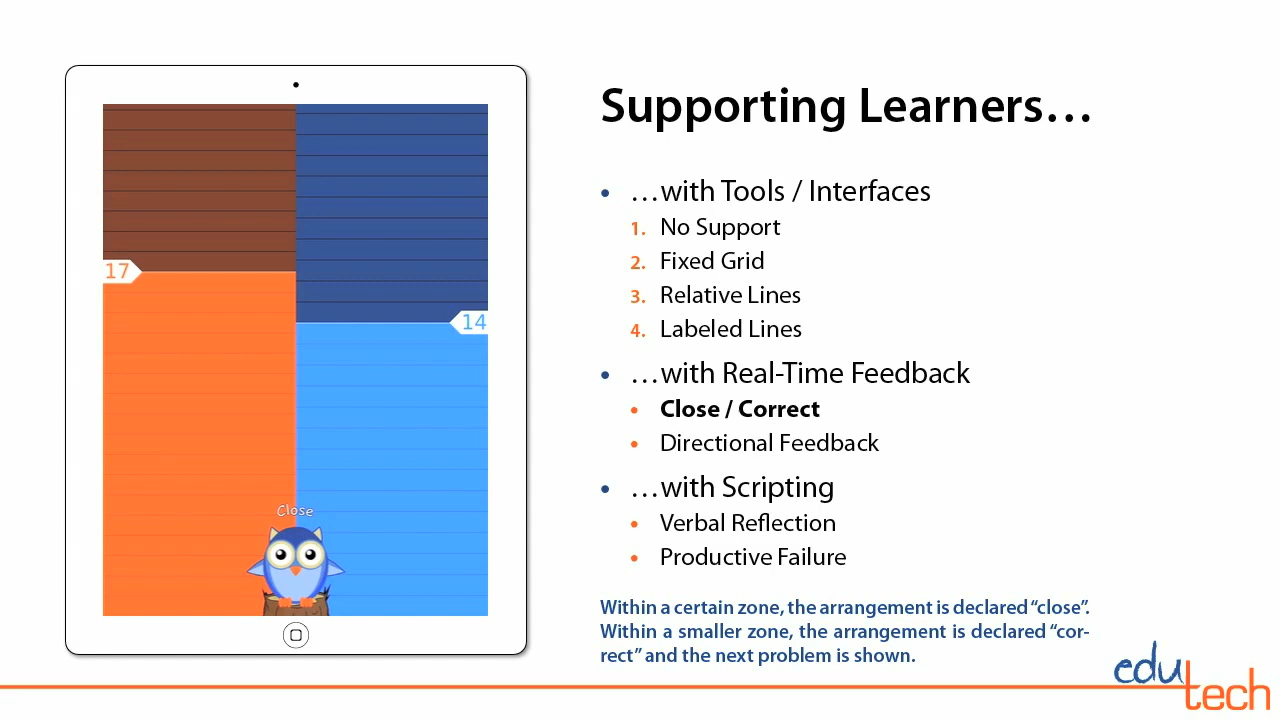 Supporting Learners…
• …with Tools / Interfaces
1. No Support
2. Fixed Grid
3. Relative Lines
4. Labeled Lines
• …with Real-Time Feedback
• Close / Correct
• Directional Feedback
• …with Scripting
• Verbal Reflection
• Productive Failure
Within a certain zone, the arrangement is declared “close”.
Within a smaller zone, the arrangement is declared “cor-
rect” and the next problem is shown.
17
14
Close
edu
tech